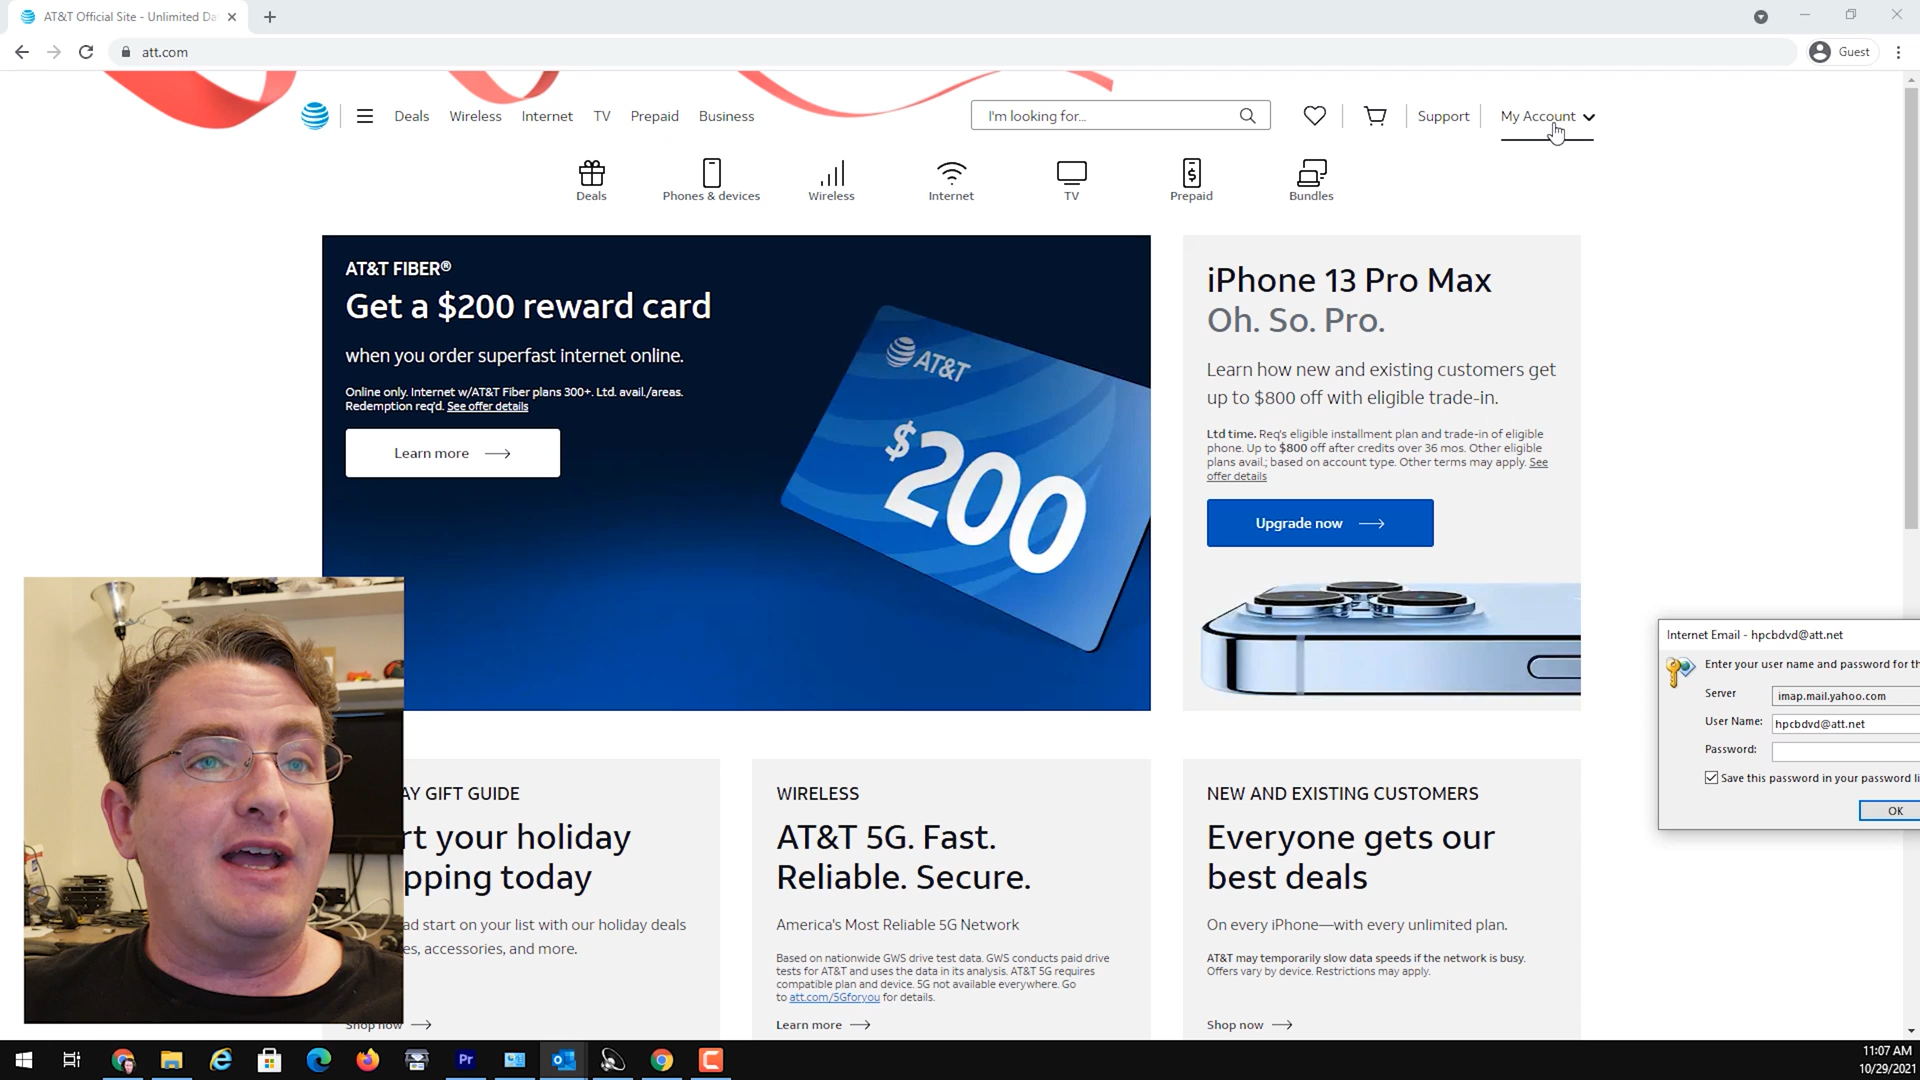 AT&T Official Site - Unlimited Da
att.com
Guest
Deals
Wireless
Internet
TV
Prepaid
Business
I'm looking for...
Support
My Account
Deals
Phones & devices
Wireless
Internet
TV
Prepaid
Bundles
AT&T FIBER®
Get a $200 reward card
when you order superfast internet online.
Online only. Internet w/AT&T Fiber plans 300+. Ltd. avail./areas.
Redemption req'd. See offer details
Learn more
AT&T
$200
iPhone 13 Pro Max
Oh. So. Pro.
Learn how new and existing customers get
up to $800 off with eligible trade-in.
Ltd time. Req's eligible installment plan and trade-in of eligible
phone. Up to $800 off after credits over 36 mos. Other eligible
plans avail.; based on account type. Other terms may apply. See
offer details
Upgrade now
Internet Email - hpcbdvd@att.net
Enter your user name and password for th
Server
imap.mail.yahoo.com
User Name:
hpcbdvd@att.net
Password:
Save this password in your password li
OK
AY GIFT GUIDE
rt your holiday
pping today
ad start on your list with our holiday deals
es, accessories, and more.
Shop now
WIRELESS
AT&T 5G. Fast.
Reliable. Secure.
America's Most Reliable 5G Network
Based on nationwide GWS drive test data. GWS conducts paid drive
tests for AT&T and uses the data in its analysis. AT&T 5G requires
compatible plan and device. 5G not available everywhere. Go
to att.com/5Gforyou for details.
Learn more
NEW AND EXISTING CUSTOMERS
Everyone gets our
best deals
On every iPhone—with every unlimited plan.
AT&T may temporarily slow data speeds if the network is busy.
Offers vary by device. Restrictions may apply.
Shop now
Pr
11:07 AM
10/29/2021